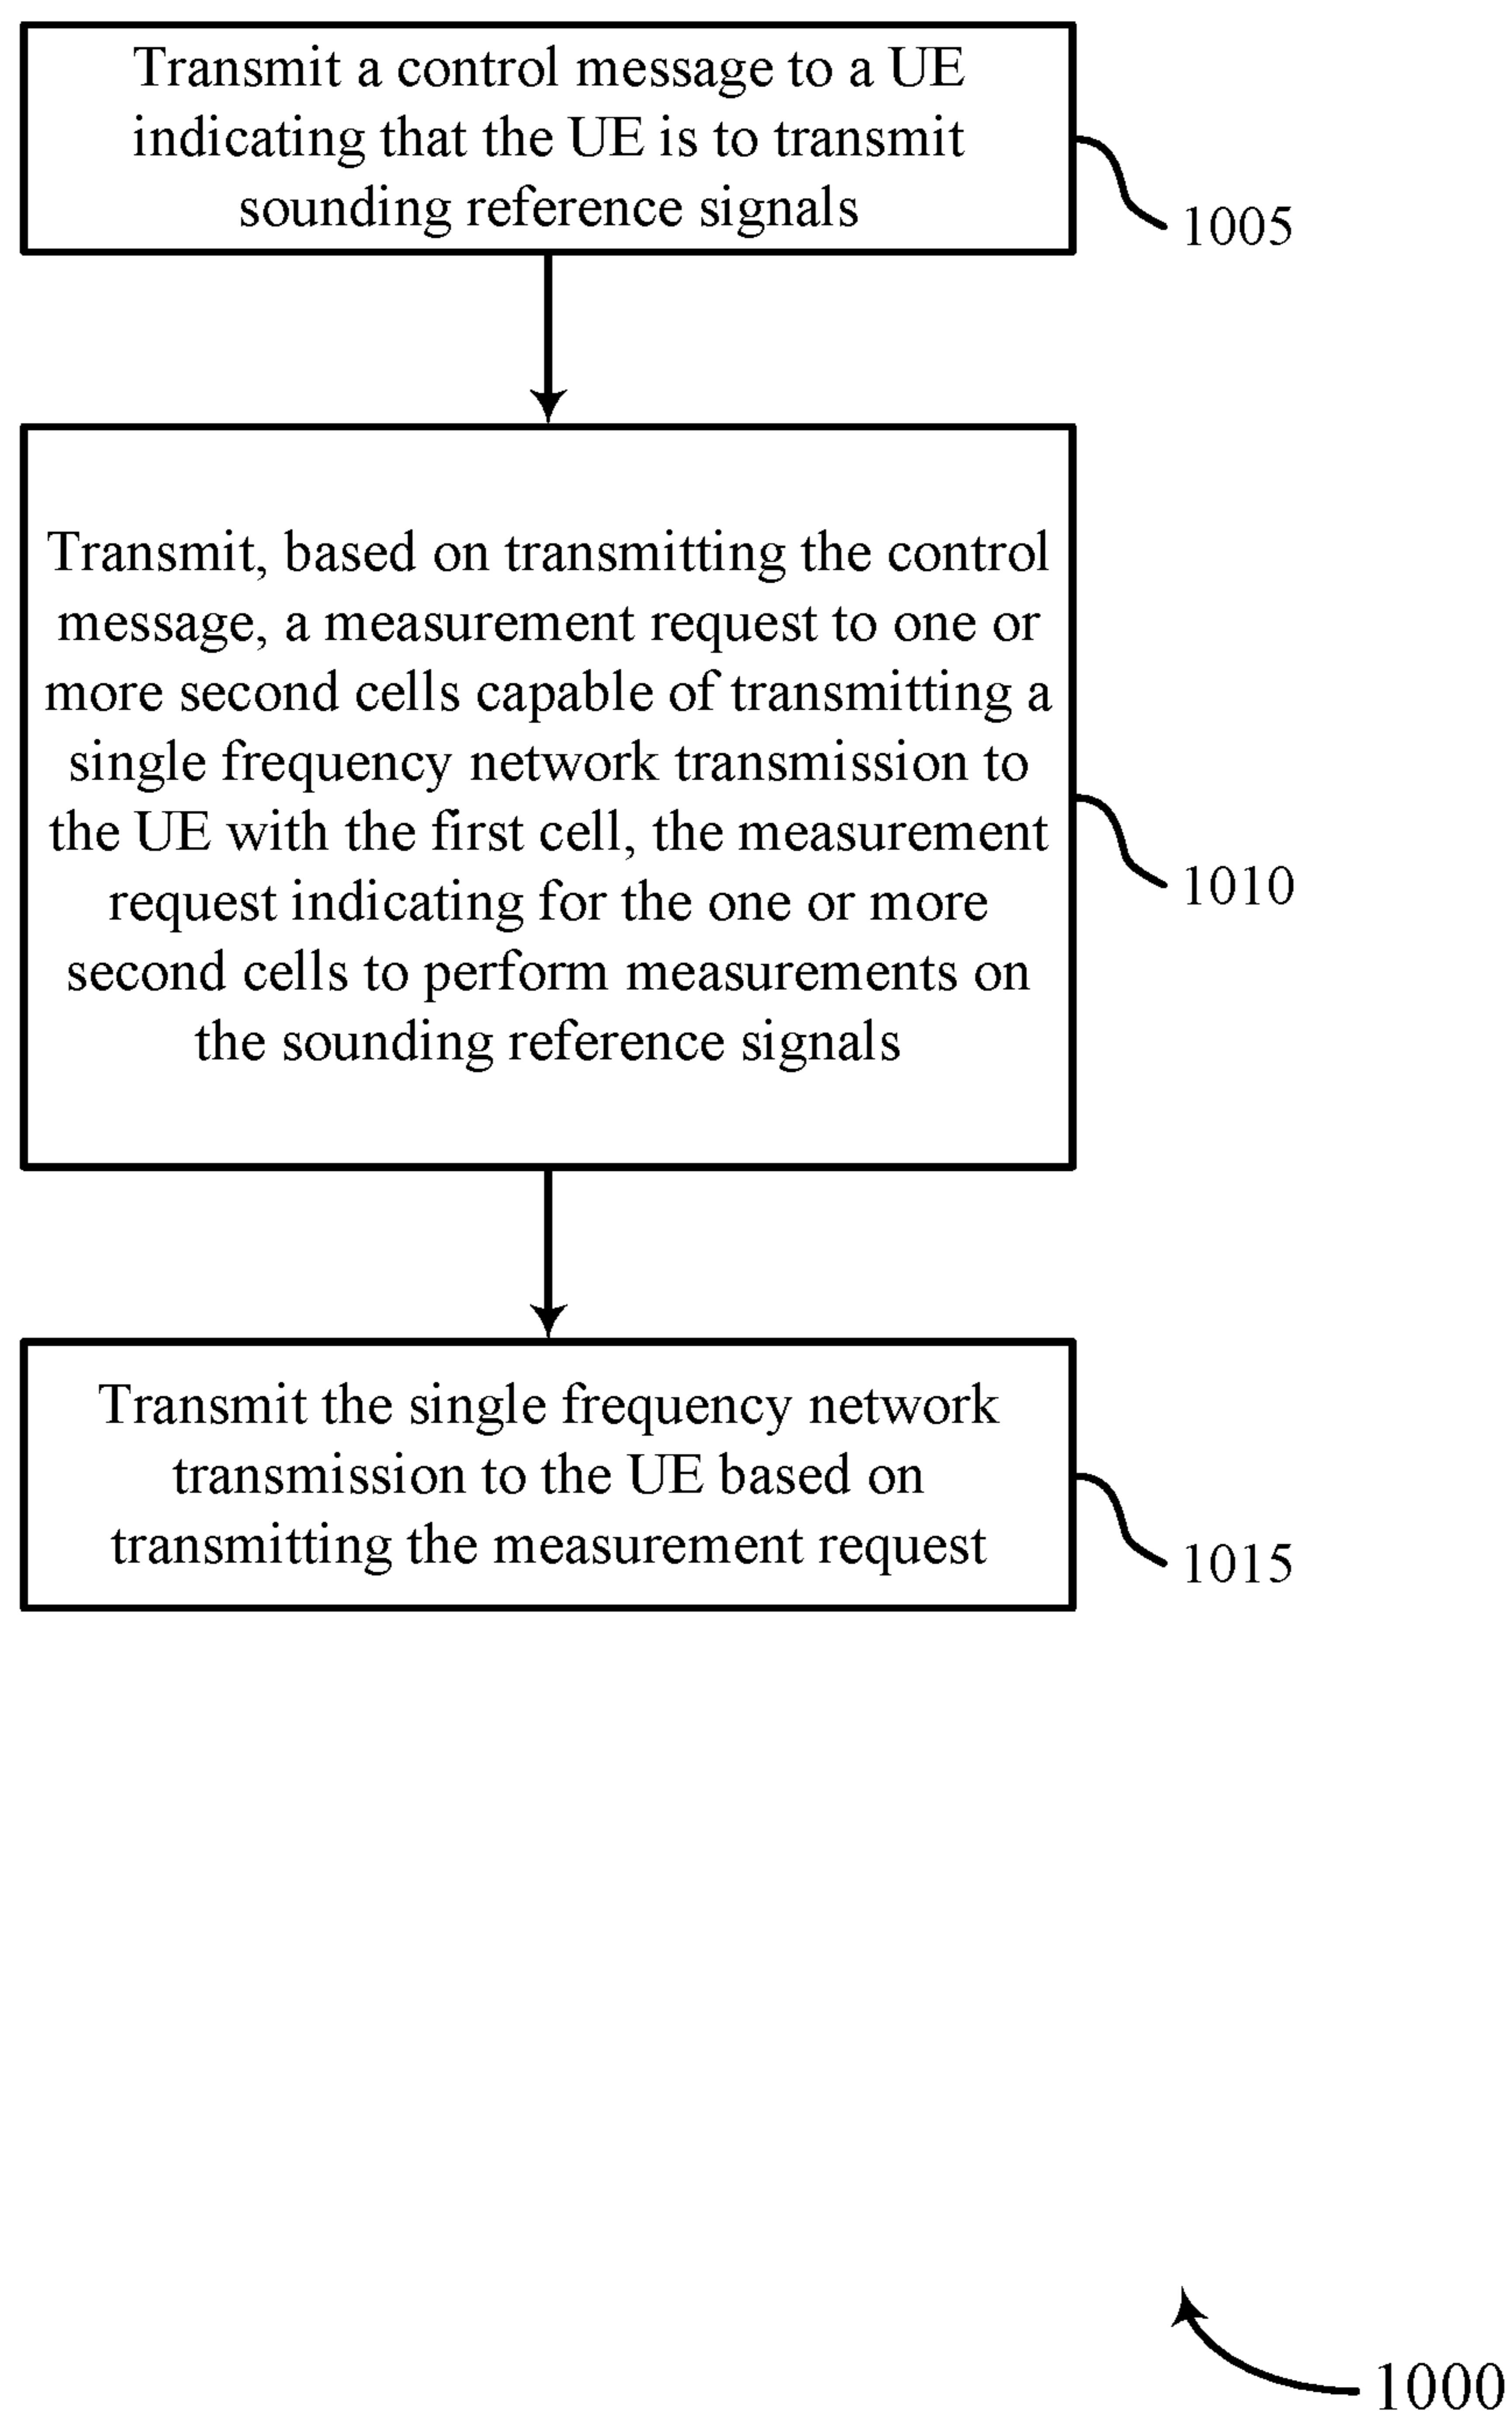 Transmit a control message to a UE
indicating that the UE is to transmit
sounding reference signals
1005
Transmit, based on transmitting the control
message, a measurement request to one or
more second cells capable of transmitting a
single frequency network transmission to
the UE with the first cell, the measurement
request indicating for the one or more
second cells to perform measurements on
the sounding reference signals
1010
Transmit the single frequency network
transmission to the UE based on
transmitting the measurement request
1015
1000